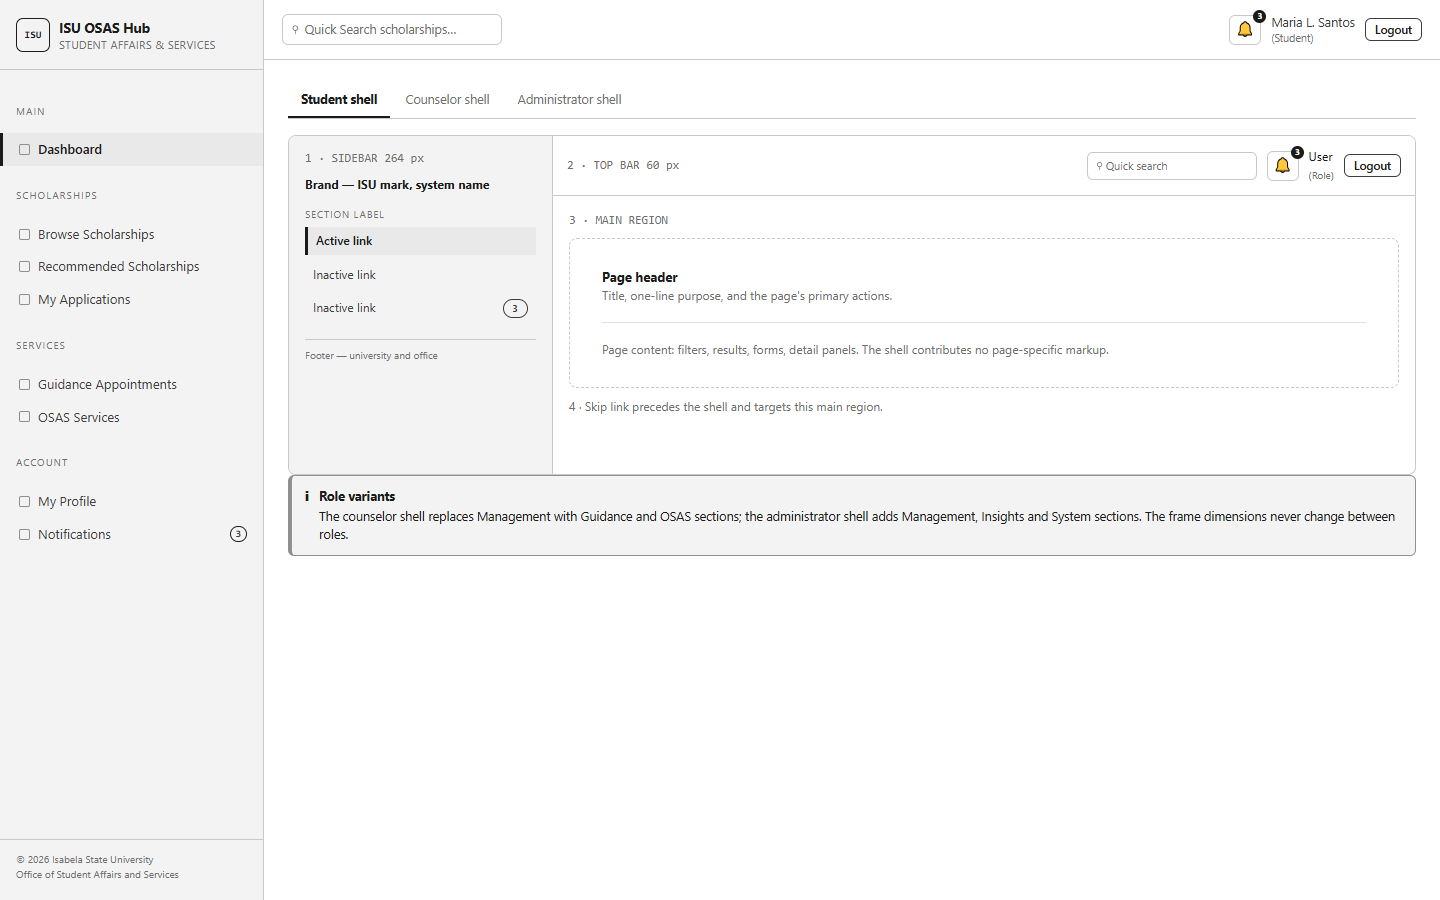 ISU
ISU OSAS Hub
STUDENT AFFAIRS & SERVICES
MAIN
Dashboard
SCHOLARSHIPS
Browse Scholarships
Recommended Scholarships
My Applications
SERVICES
Guidance Appointments
OSAS Services
ACCOUNT
My Profile
Notifications 3
© 2026 Isabela State University
Office of Student Affairs and Services
Quick Search scholarships...
3
Maria L. Santos
(Student)
Logout
Student shell Counselor shell Administrator shell
1 · SIDEBAR 264 px
Brand — ISU mark, system name
SECTION LABEL
Active link
Inactive link
Inactive link 3
Footer — university and office
2 · TOP BAR 60 px
Quick search
3
User
(Role)
Logout
3 · MAIN REGION
Page header
Title, one-line purpose, and the page's primary actions.
Page content: filters, results, forms, detail panels. The shell contributes no page-specific markup.
4 · Skip link precedes the shell and targets this main region.
i Role variants
The counselor shell replaces Management with Guidance and OSAS sections; the administrator shell adds Management, Insights and System sections. The frame dimensions never change between
roles.